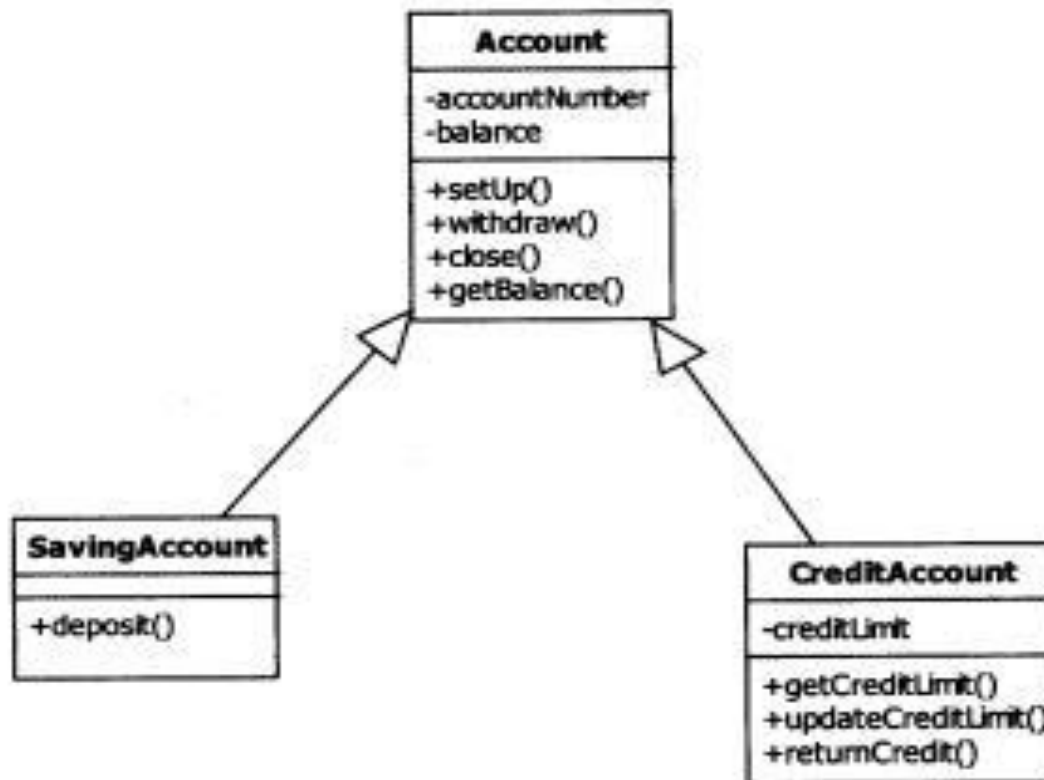 Account
-accountNumber
-balance
+setUp()
+withdraw()
+close()
+getBalance()
SavingAccount
+deposit()
CreditAccount
-creditLimit
+getCreditLimit()
+updateCreditLimit()
+returnCredit()